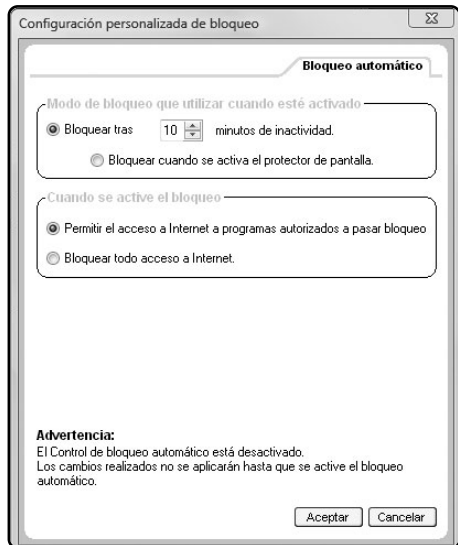 Configuración personalizada de bloqueo
Bloqueo automático
Modo de bloqueo que utilizar cuando esté activado
Bloquear tras 10 minutos de inactividad.
Bloquear cuando se activa el protector de pantalla.
Cuando se active el bloqueo
Permitir el acceso a Internet a programas autorizados a pasar bloqueo
Bloquear todo acceso a Internet.
Advertencia:
El Control de bloqueo automático está desactivado.
Los cambios realizados no se aplicarán hasta que se active el bloqueo
automático.
Aceptar Cancelar